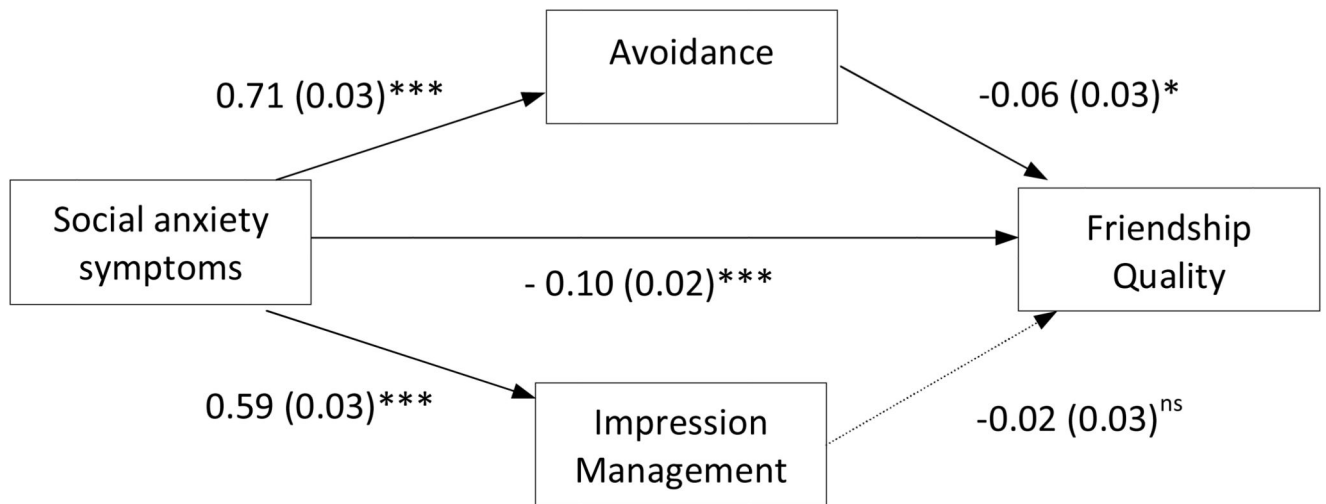 Avoidance
0.71 (0.03)***
-0.06 (0.03)*
Social anxiety
symptoms
Friendship
Quality
- 0.10 (0.02)***
0.59 (0.03)***
Impression
Management
-0.02 (0.03)ns